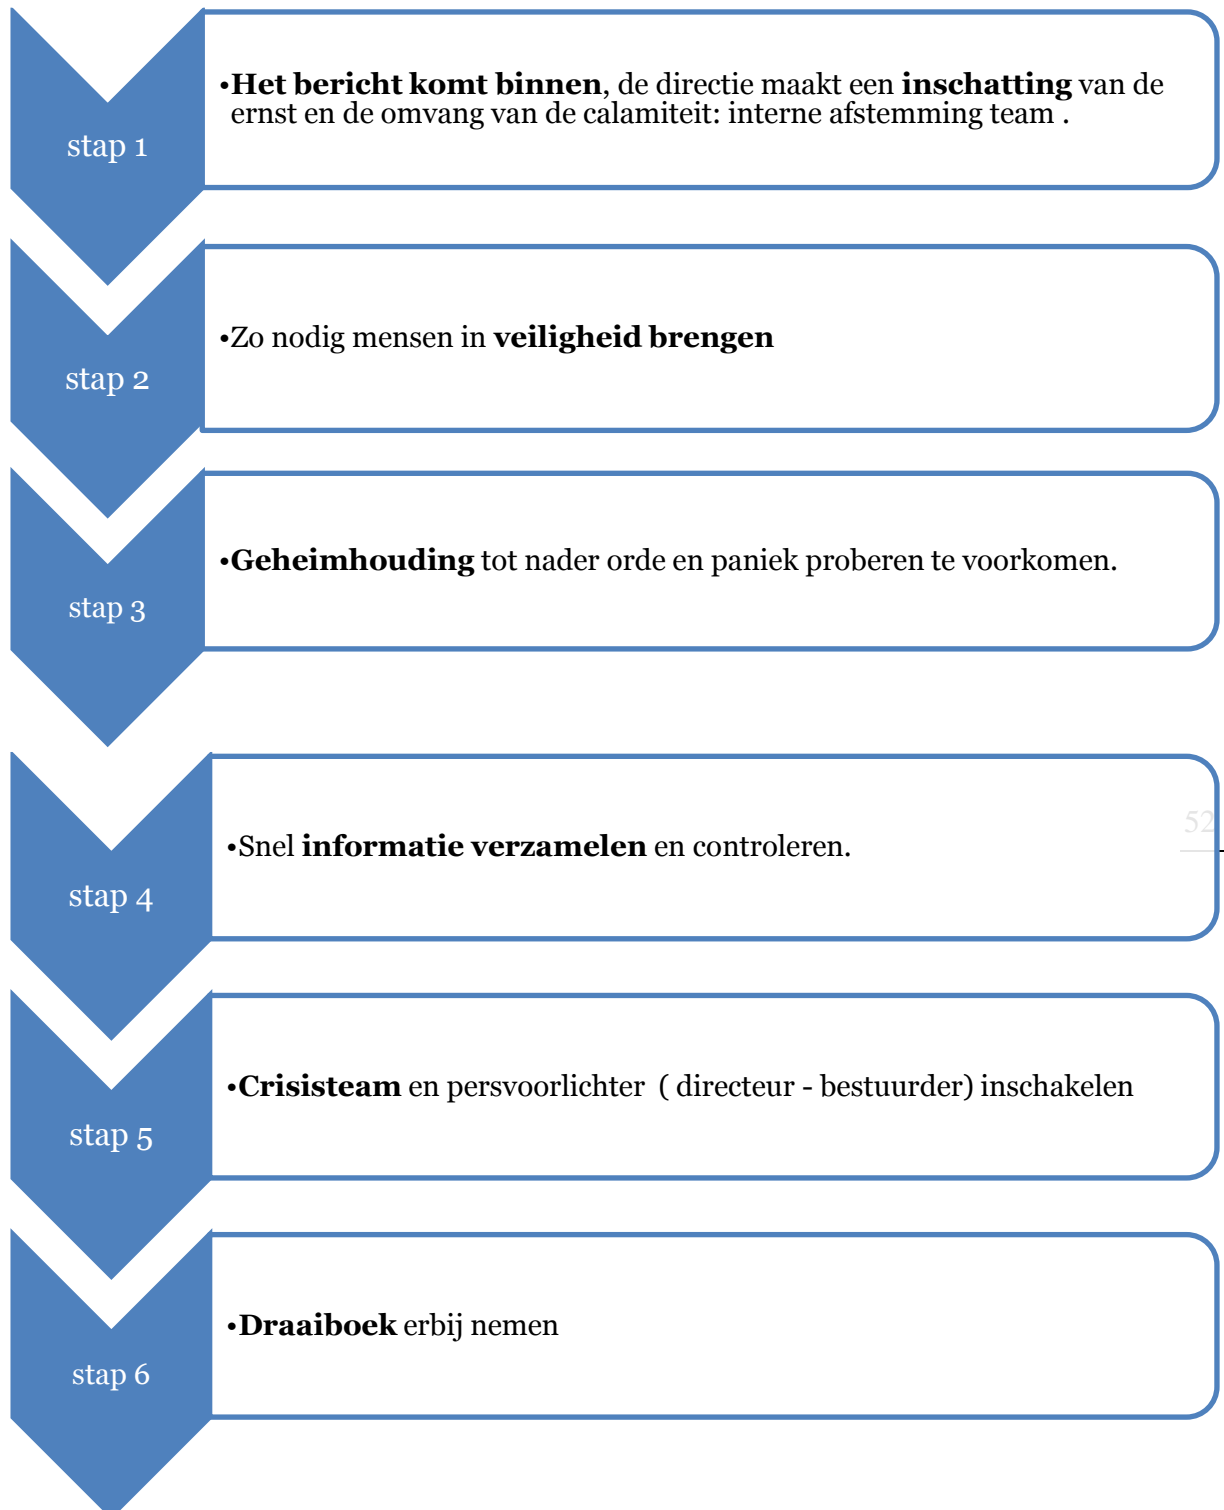 •Het bericht komt binnen, de directie maakt een inschatting van de
ernst en de omvang van de calamiteit: interne afstemming team .
stap 1
•Zo nodig mensen in veiligheid brengen
stap 2
•Geheimhouding tot nader orde en paniek proberen te voorkomen.
stap 3
52
•Snel informatie verzamelen en controleren.
stap 4
•Crisisteam en persvoorlichter ( directeur - bestuurder) inschakelen
stap 5
•Draaiboek erbij nemen
stap 6